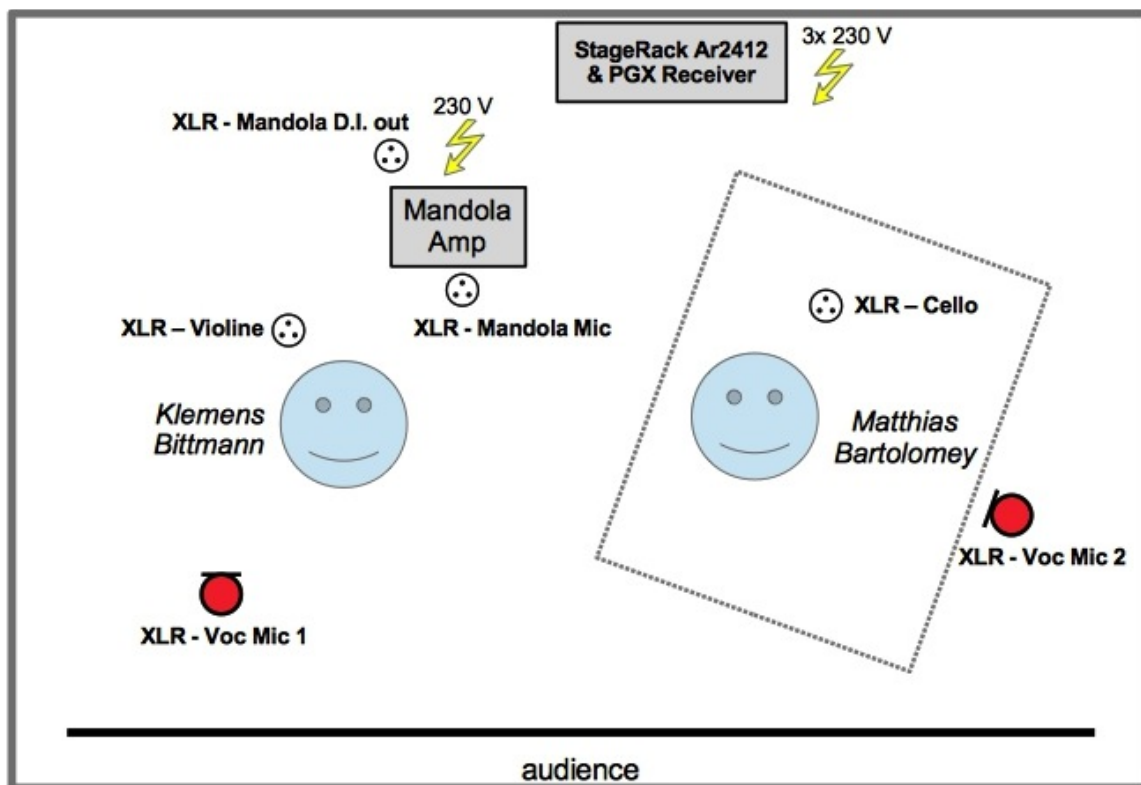 StageRack Ar2412
& PGX Receiver
3x 230 V
230 V
XLR - Mandola D.I. out
Mandola
Amp
XLR – Violine
XLR - Mandola Mic
XLR – Cello
Klemens
Bittmann
Matthias
Bartolomey
XLR - Voc Mic 2
XLR - Voc Mic 1
audience